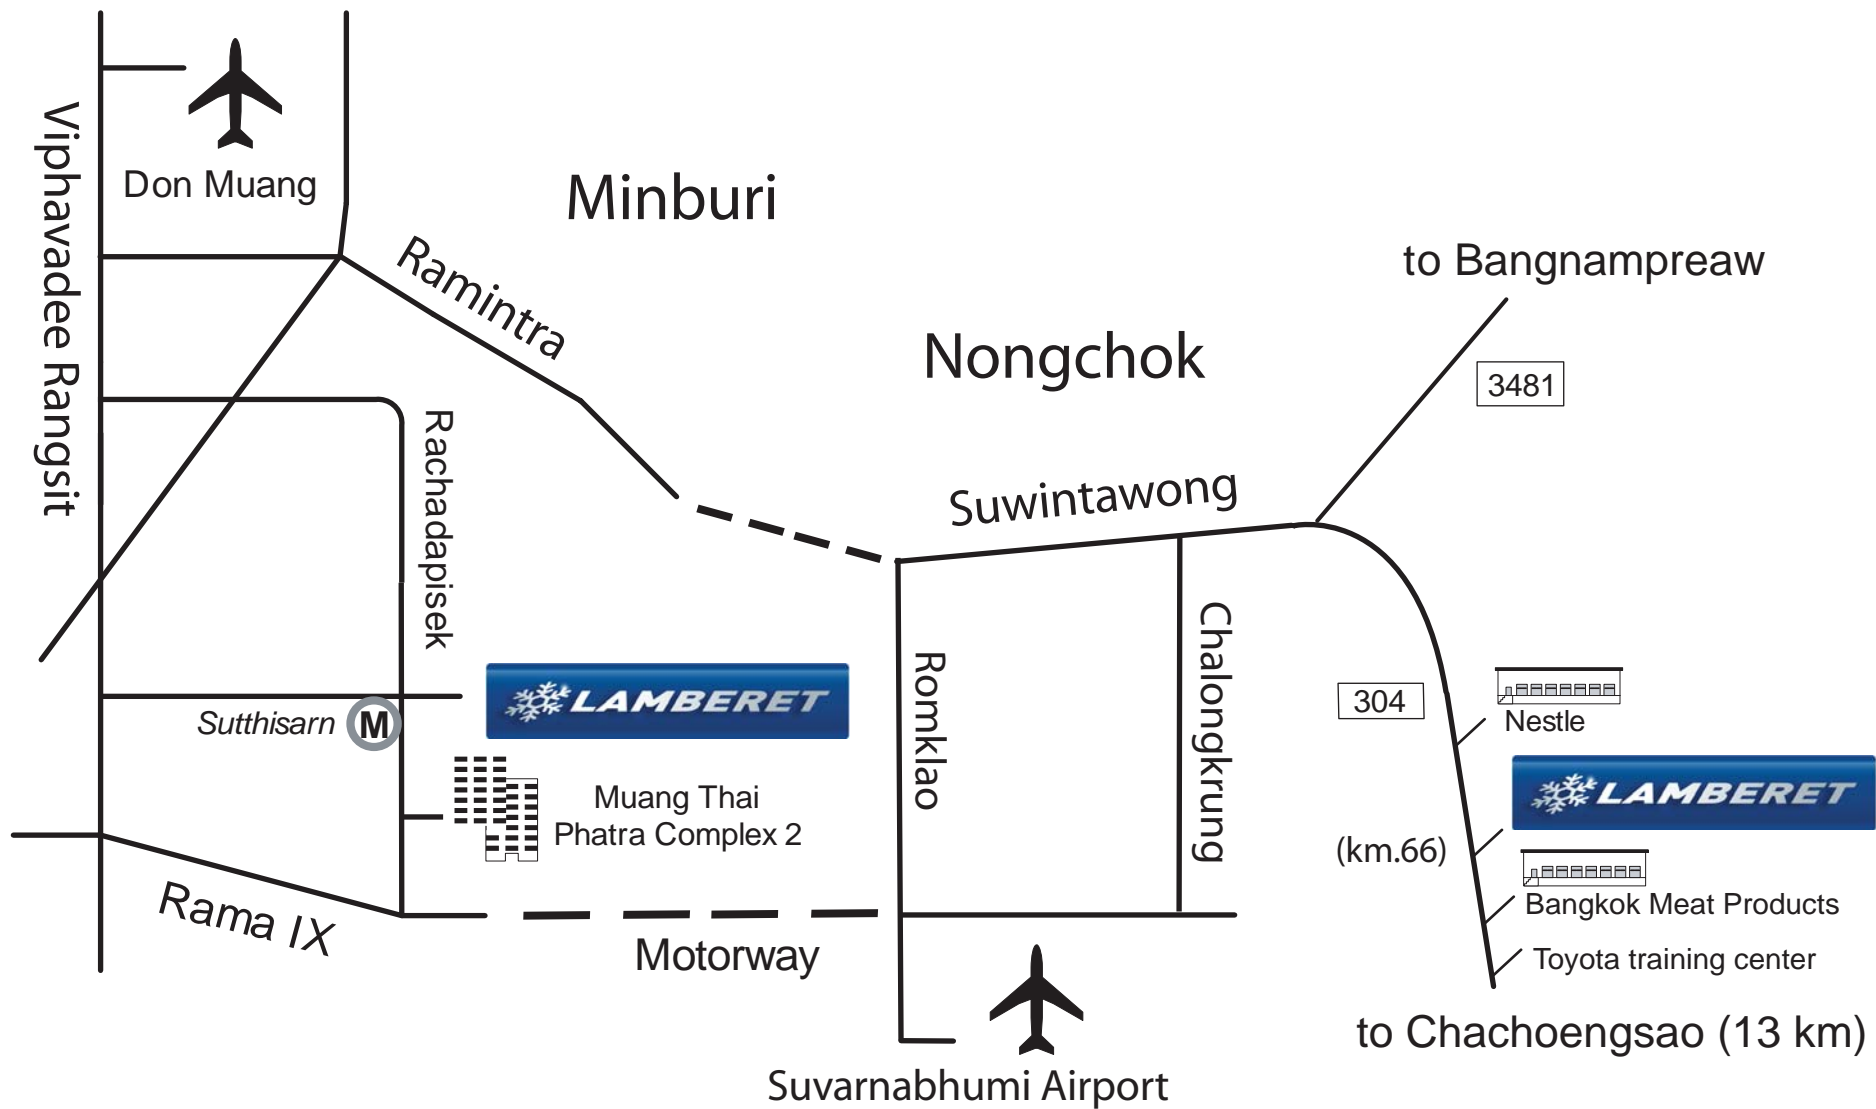 Viphavadee Rangsit
Don Muang
Minburi
Ramintra
to Bangnampreaw
Nongchok
3481
Rachadapisek
Suwintawong
Chalongkrung
Romklao
LAMBERET
304
Sutthisarn
M
Nestle
LAMBERET
Muang Thai
Phatra Complex 2
(km.66)
Bangkok Meat Products
Rama IX
Motorway
Toyota training center
to Chachoengsao (13 km)
Suvarnabhumi Airport